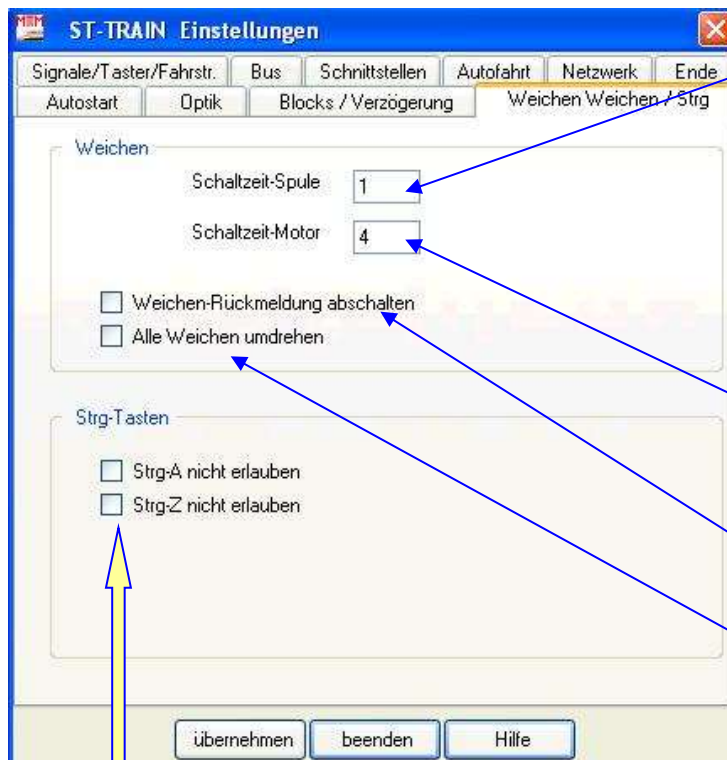 MTTM ST-TRAIN Einstellungen
Signale/Taster/Fahrstr. Bus Schnittstellen Autofahrt Netzwerk Ende
Autostart Optik Blocks / Verzögerung Weichen Weichen / Strg
Weichen
Schaltzeit-Spule 1
Schaltzeit-Motor 4
Weichen-Rückmeldung abschalten
Alle Weichen umdrehen
Strg-Tasten
Strg-A nicht erlauben
Strg-Z nicht erlauben
übernehmen beenden Hilfe